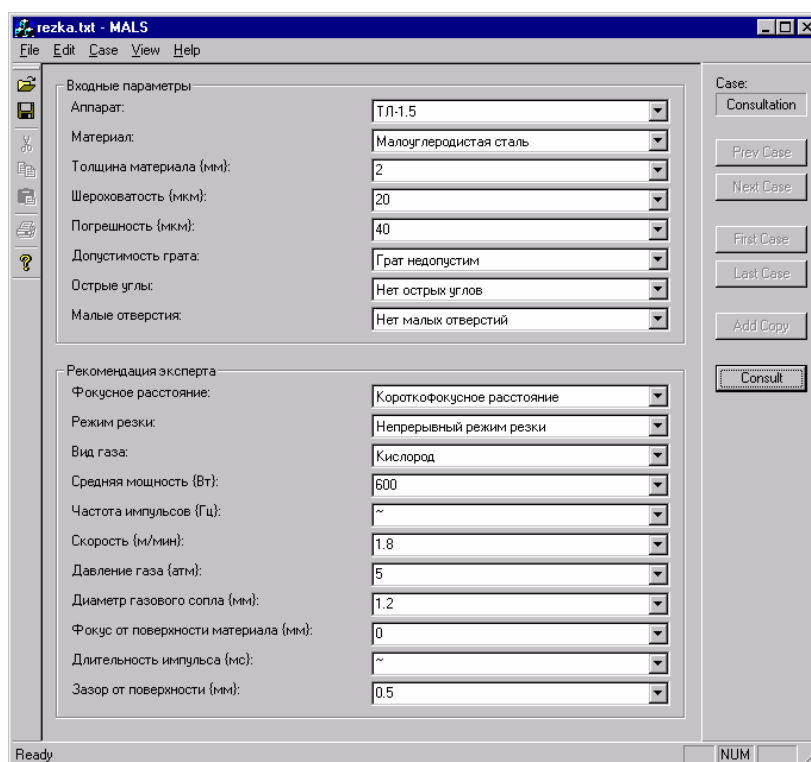 rezka.txt - MALS
File Edit Case View Help
Входные параметры
Аппарат: ТЛ-1.5
Материал: Малоуглеродистая сталь
Толщина материала {мм}: 2
Шероховатость {мкм}: 20
Погрешность {мкм}: 40
Допустимость грата: Грат недопустим
Острые углы: Нет острых углов
Малые отверстия: Нет малых отверстий
Рекомендация эксперта
Фокусное расстояние: Короткофокусное расстояние
Режим резки: Непрерывный режим резки
Вид газа: Кислород
Средняя мощность {Вт}: 600
Частота импульсов {Гц}: ~
Скорость {м/мин}: 1.8
Давление газа {атм}: 5
Диаметр газового сопла {мм}: 1.2
Фокус от поверхности материала {мм}: 0
Длительность импульса {мс}: ~
Зазор от поверхности {мм}: 0.5
Case:
Consultation
Prev Case
Next Case
First Case
Last Case
Add Copy
Consult
Ready NUM